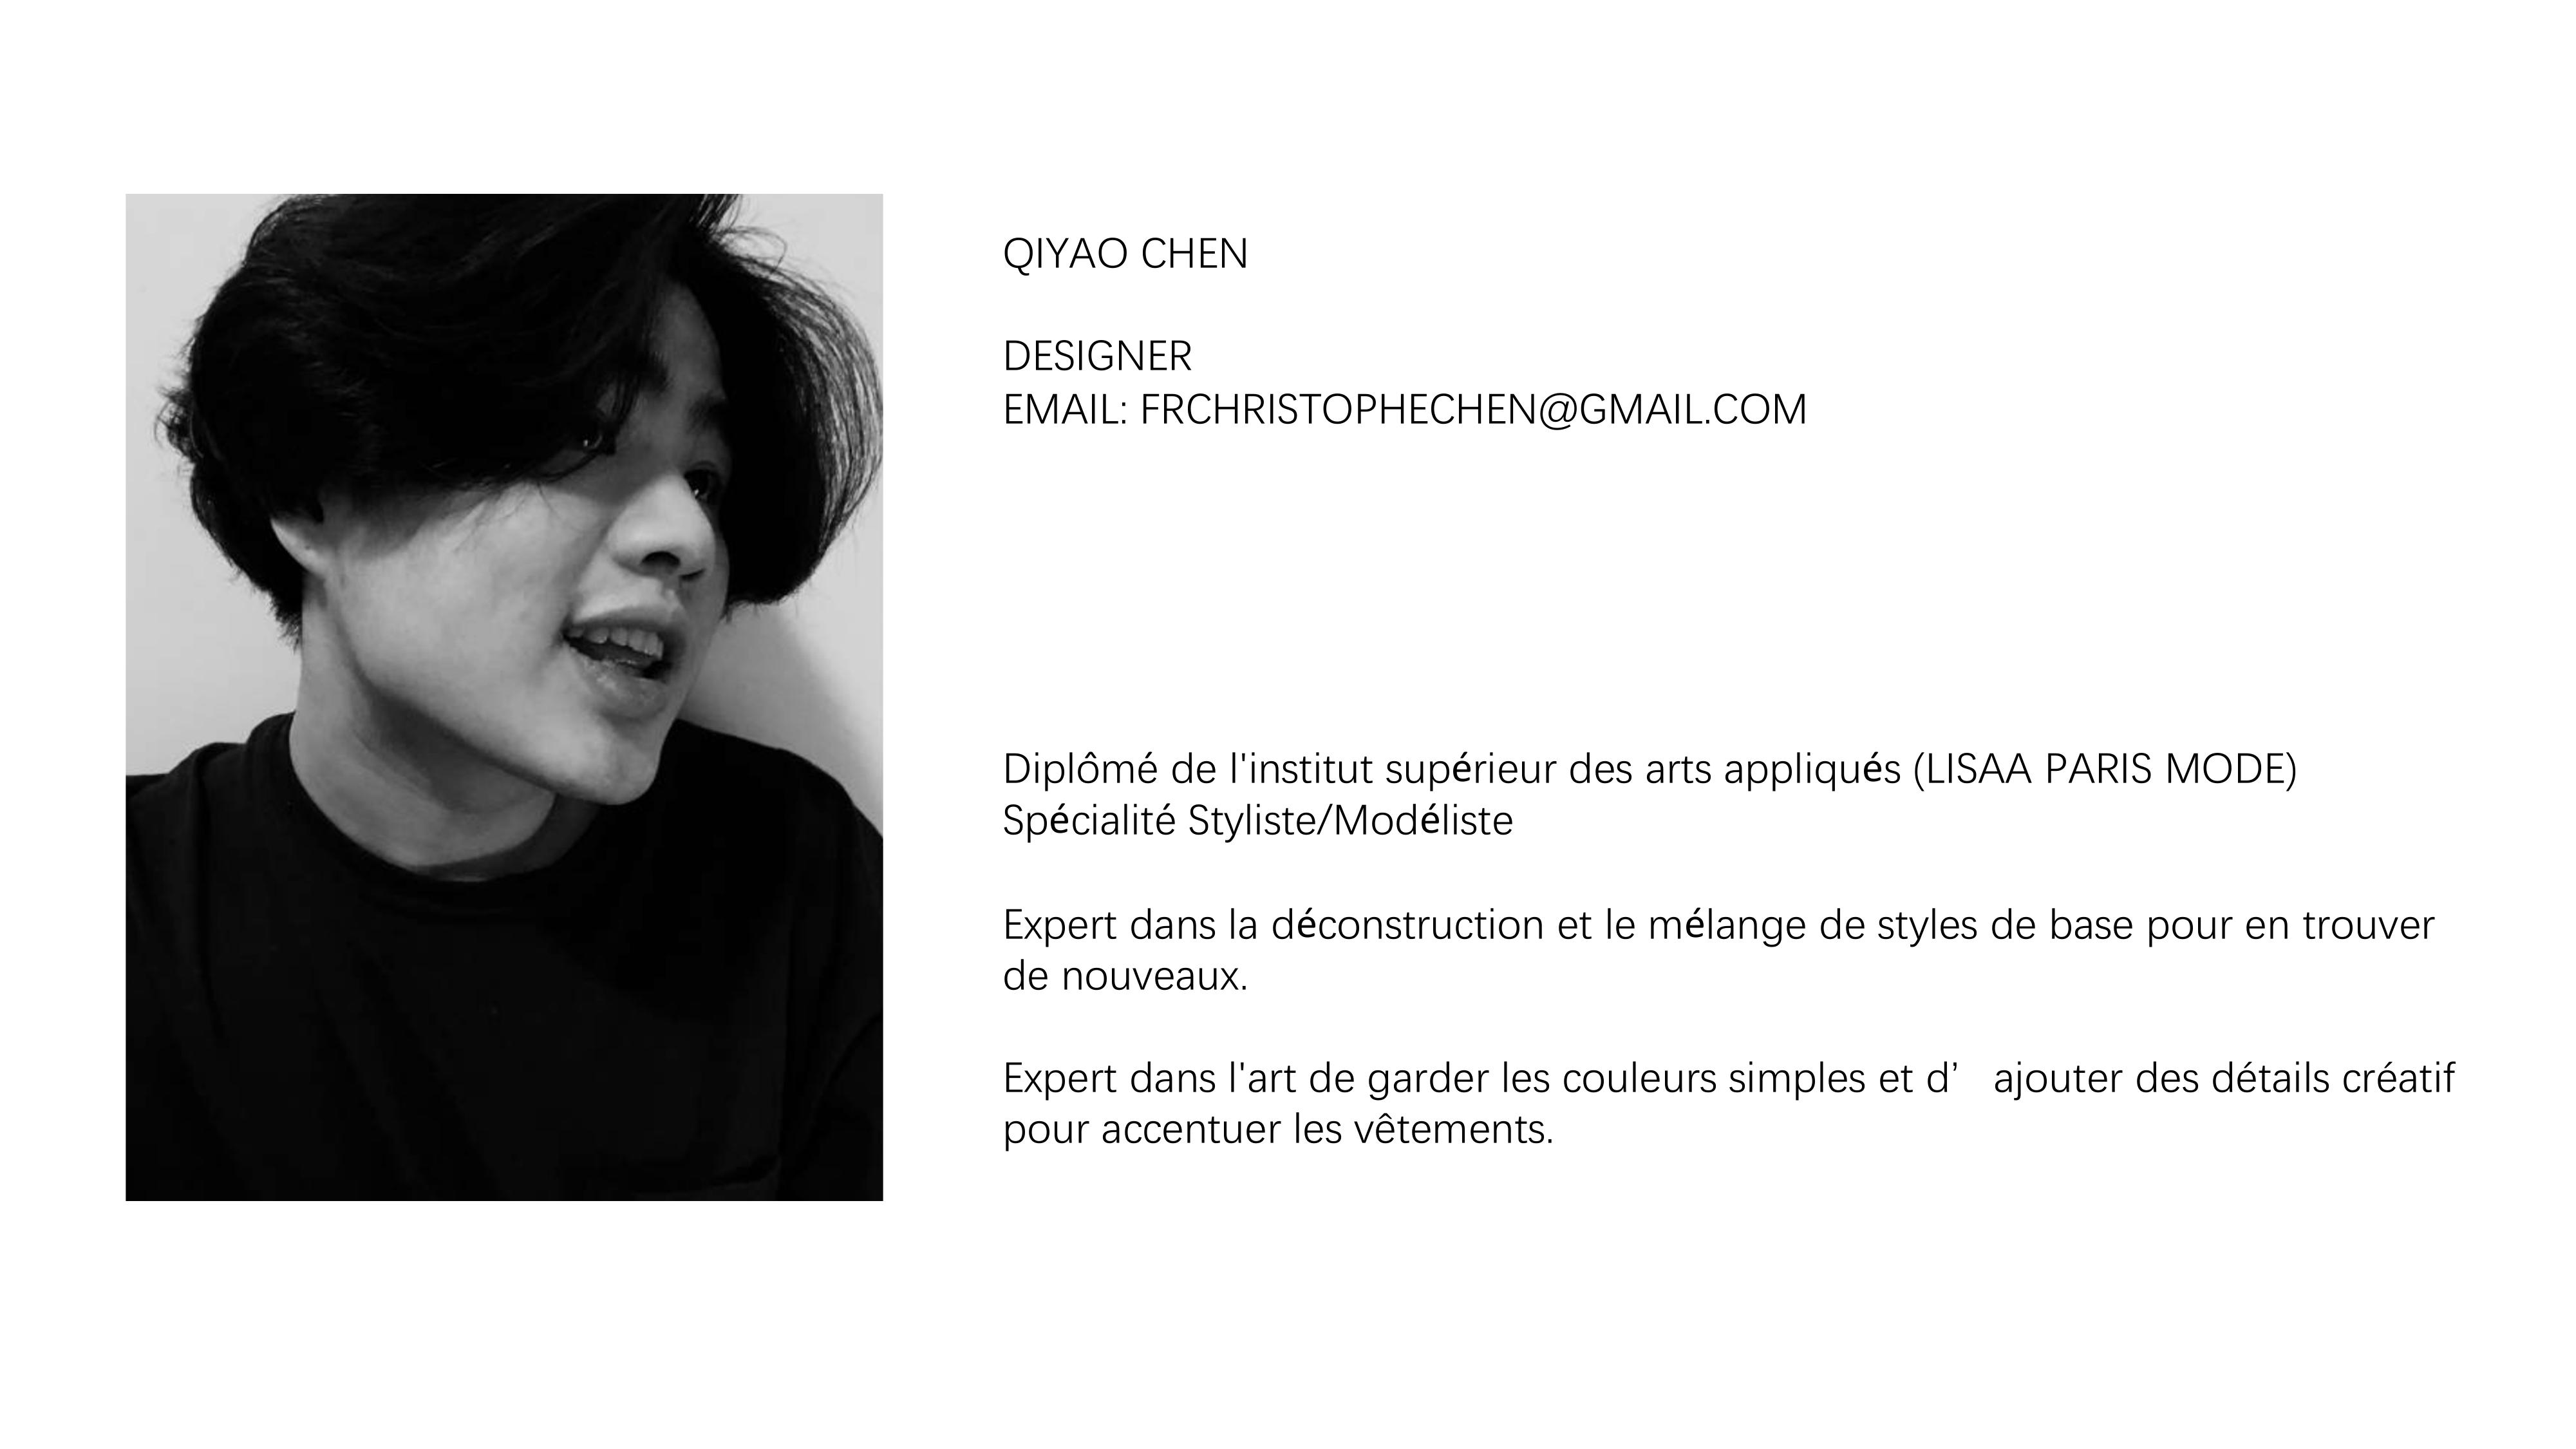 QIYAO CHEN
DESIGNER
EMAIL: FRCHRISTOPHECHEN@GMAIL.COM
Diplômé de l'institut supérieur des arts appliqués (LISAA PARIS MODE)
Spécialité Styliste/Modéliste
Expert dans la déconstruction et le mélange de styles de base pour en trouver
de nouveaux.
Expert dans l'art de garder les couleurs simples et d’ ajouter des détails créatif
pour accentuer les vêtements.